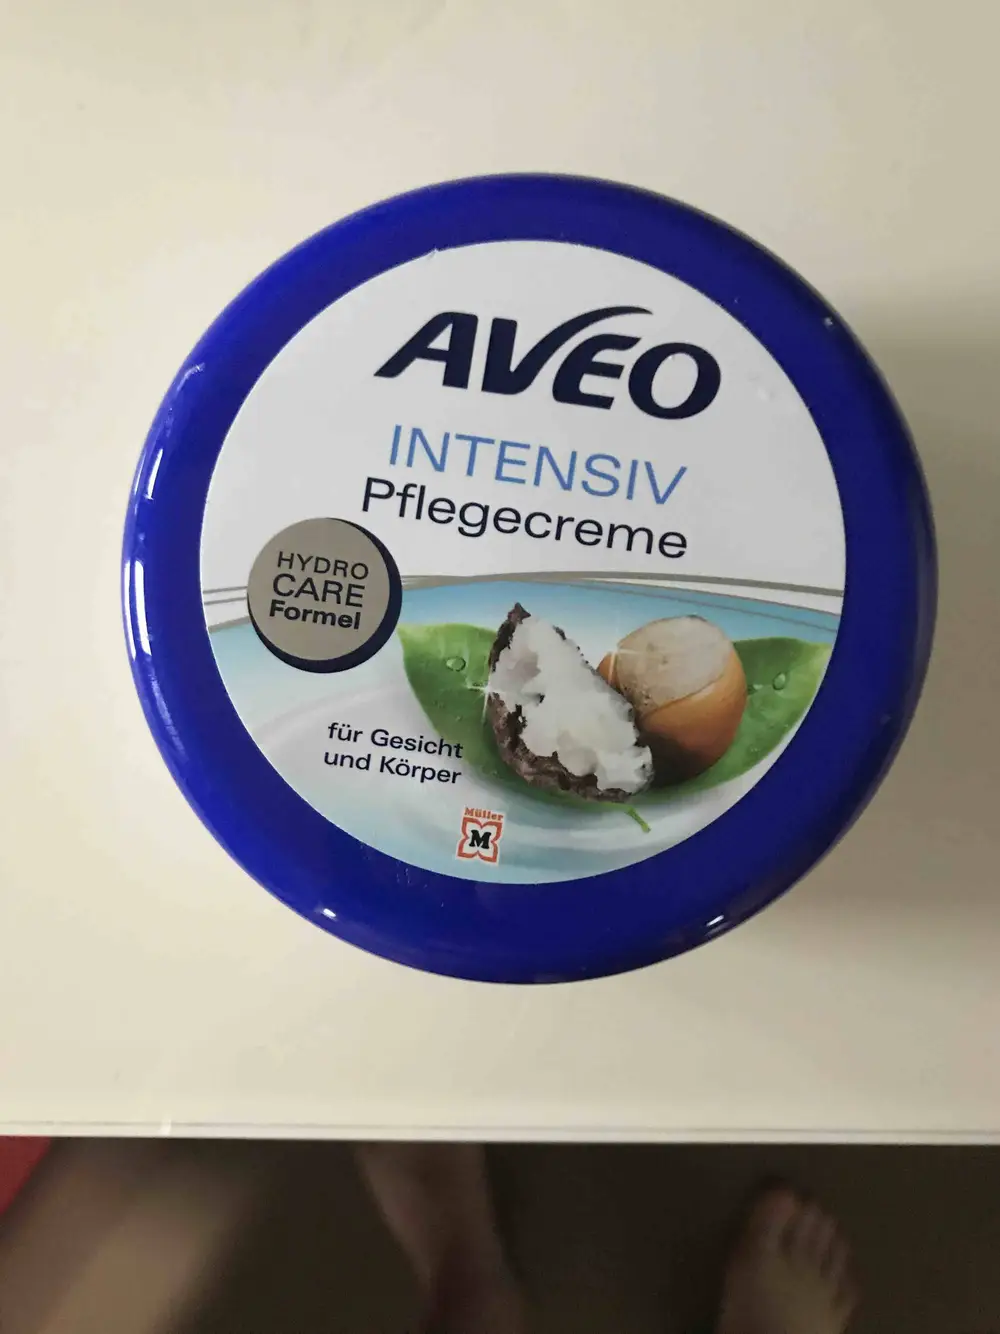 AVEO
INTENSIV
Pflegecreme
HYDRO
CARE
Formel
für Gesicht
und Körper
Müller
M